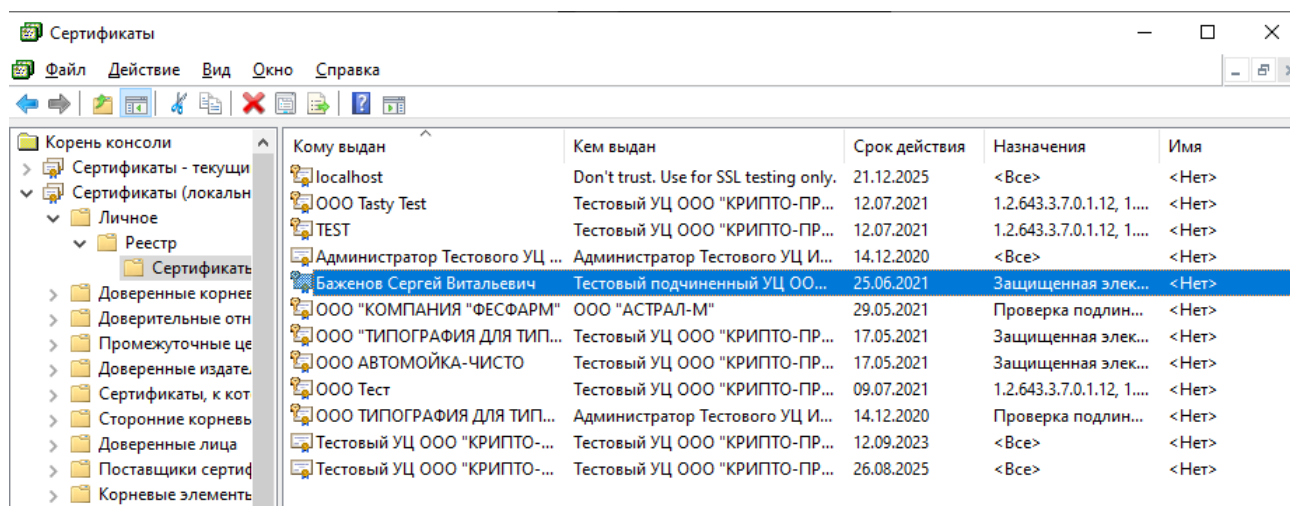 Сертификаты
Файл Действие Вид Окно Справка
Корень консоли
Сертификаты - текущи
Сертификаты (локальн
Личное
Реестр
Сертификать
Доверенные корнев
Доверительные отн
Промежуточные це
Доверенные издате.
Сертификаты, к кот
Сторонние корневь
Доверенные лица
Поставщики сертиф
Корневые элементь
Кому выдан Кем выдан Срок действия Назначения Имя
localhost Don't trust. Use for SSL testing only. 21.12.2025 <Все> <Нет>
ООО Tasty Test Тестовый УЦ ООО "КРИПТО-ПР... 12.07.2021 1.2.643.3.7.0.1.12, 1.... <Нет>
TEST Тестовый УЦ ООО "КРИПТО-ПР... 12.07.2021 1.2.643.3.7.0.1.12, 1.... <Нет>
Администратор Тестового УЦ ... Администратор Тестового УЦ И... 14.12.2020 <Все> <Нет>
Баженов Сергей Витальевич Тестовый подчиненный УЦ ОО... 25.06.2021 Защищенная элек... <Нет>
ООО "КОМПАНИЯ "ФЕСФАРМ" ООО "АСТРАЛ-М" 29.05.2021 Проверка подлин... <Нет>
ООО "ТИПОГРАФИЯ ДЛЯ ТИП... Тестовый УЦ ООО "КРИПТО-ПР... 17.05.2021 Защищенная элек... <Нет>
ООО АВТОМОЙКА-ЧИСТО Тестовый УЦ ООО "КРИПТО-ПР... 17.05.2021 Защищенная элек... <Нет>
ООО Тест Тестовый УЦ ООО "КРИПТО-ПР... 09.07.2021 1.2.643.3.7.0.1.12, 1.... <Нет>
ООО ТИПОГРАФИЯ ДЛЯ ТИП... Администратор Тестового УЦ И... 14.12.2020 Проверка подлин... <Нет>
Тестовый УЦ ООО "КРИПТО-... Тестовый УЦ ООО "КРИПТО-ПР... 12.09.2023 <Все> <Нет>
Тестовый УЦ ООО "КРИПТО-... Тестовый УЦ ООО "КРИПТО-ПР... 26.08.2025 <Все> <Нет>